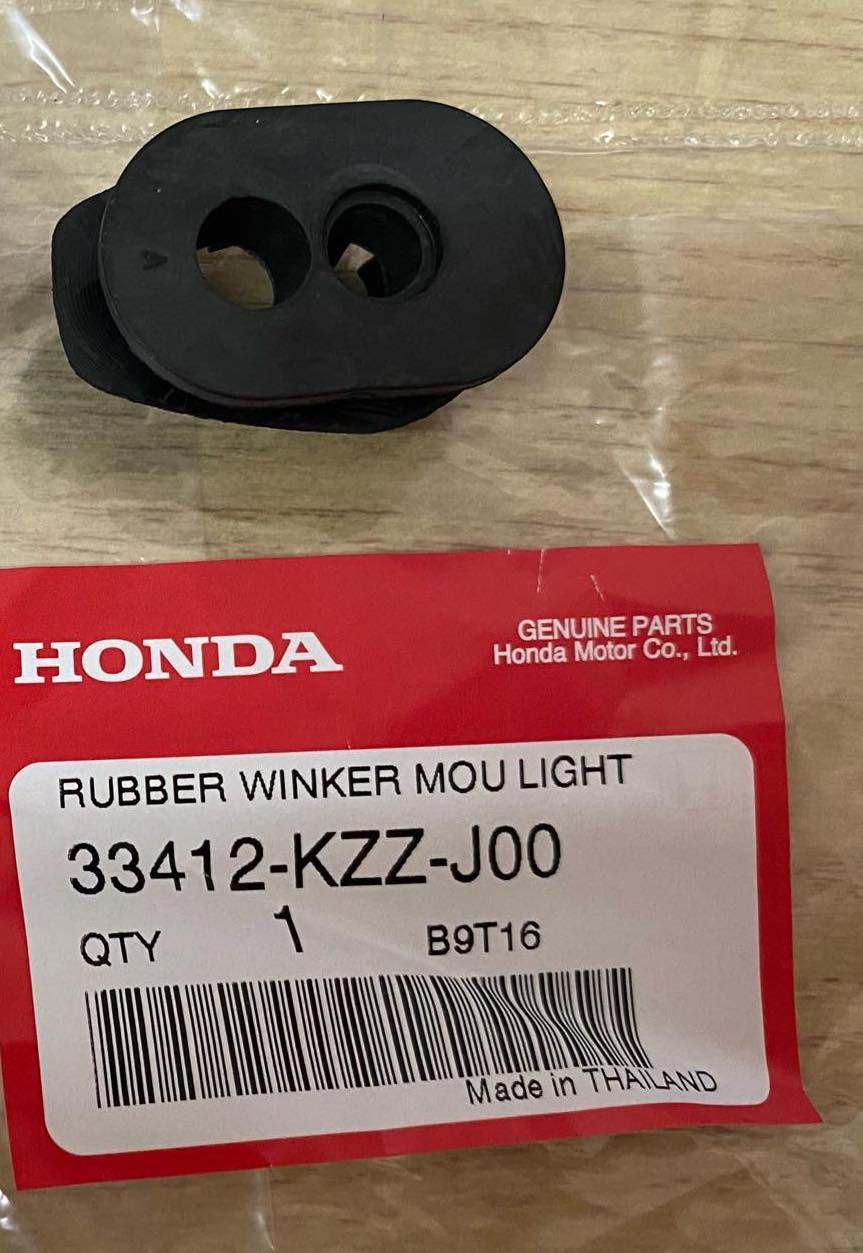 A
HONDA
GENUINE PARTS
Honda Motor Co., Ltd.
RUBBER WINKER MOU LIGHT
33412-KZZ-J00
QTY 1 B9T16
Made in THAILAND